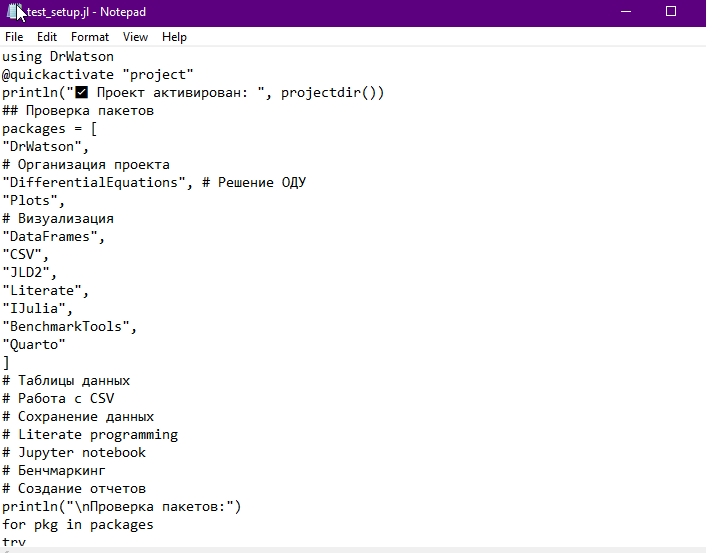 test_setup.jl - Notepad
File Edit Format View Help
using DrWatson
@quickactivate "project"
println("✅ Проект активирован: ", projectdir())
## Проверка пакетов
packages = [
"DrWatson",
# Организация проекта
"DifferentialEquations", # Решение ОДУ
"Plots",
# Визуализация
"DataFrames",
"CSV",
"JLD2",
"Literate",
"IJulia",
"BenchmarkTools",
"Quarto"
]
# Таблицы данных
# Работа с CSV
# Сохранение данных
# Literate programming
# Jupyter notebook
# Бенчмаркинг
# Создание отчетов
println("\nПроверка пакетов:")
for pkg in packages
try